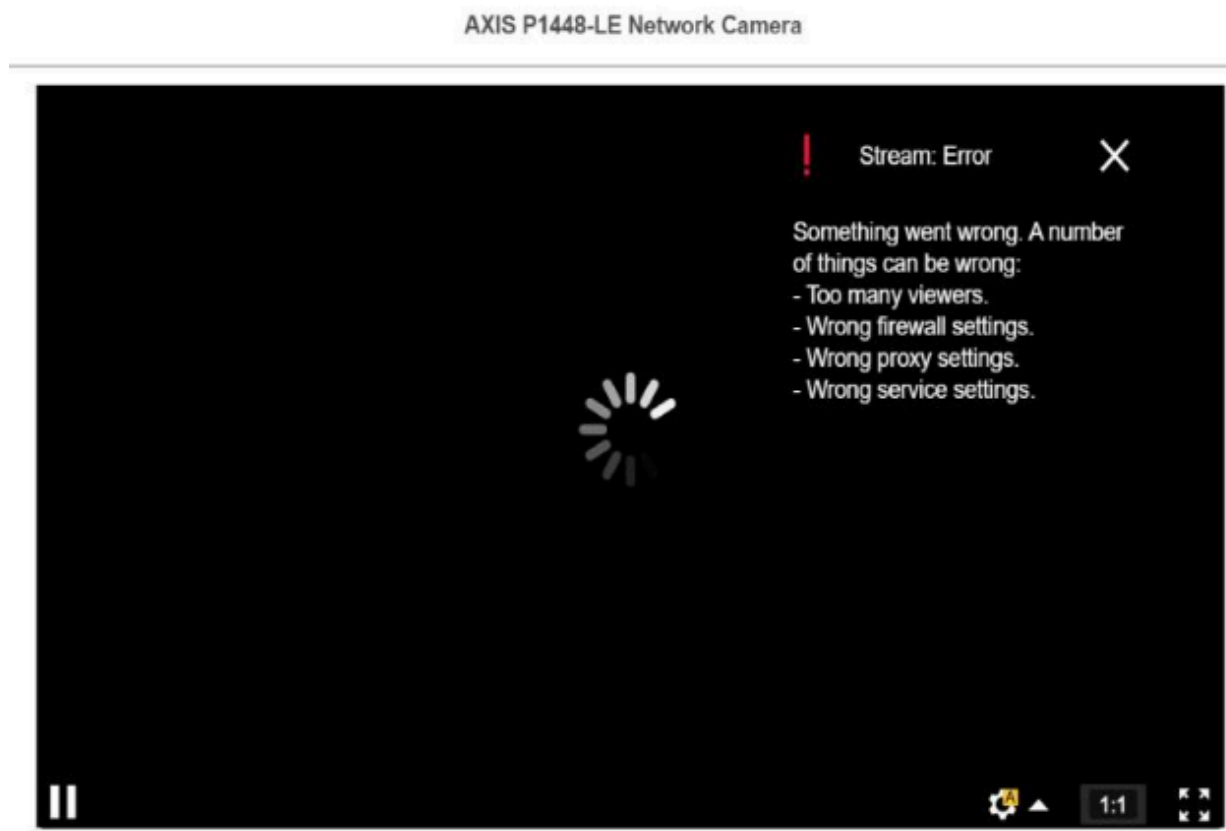 AXIS P1448-LE Network Camera
! Stream: Error
Something went wrong. A number
of things can be wrong:
- Too many viewers.
- Wrong firewall settings.
- Wrong proxy settings.
- Wrong service settings.
A
1:1